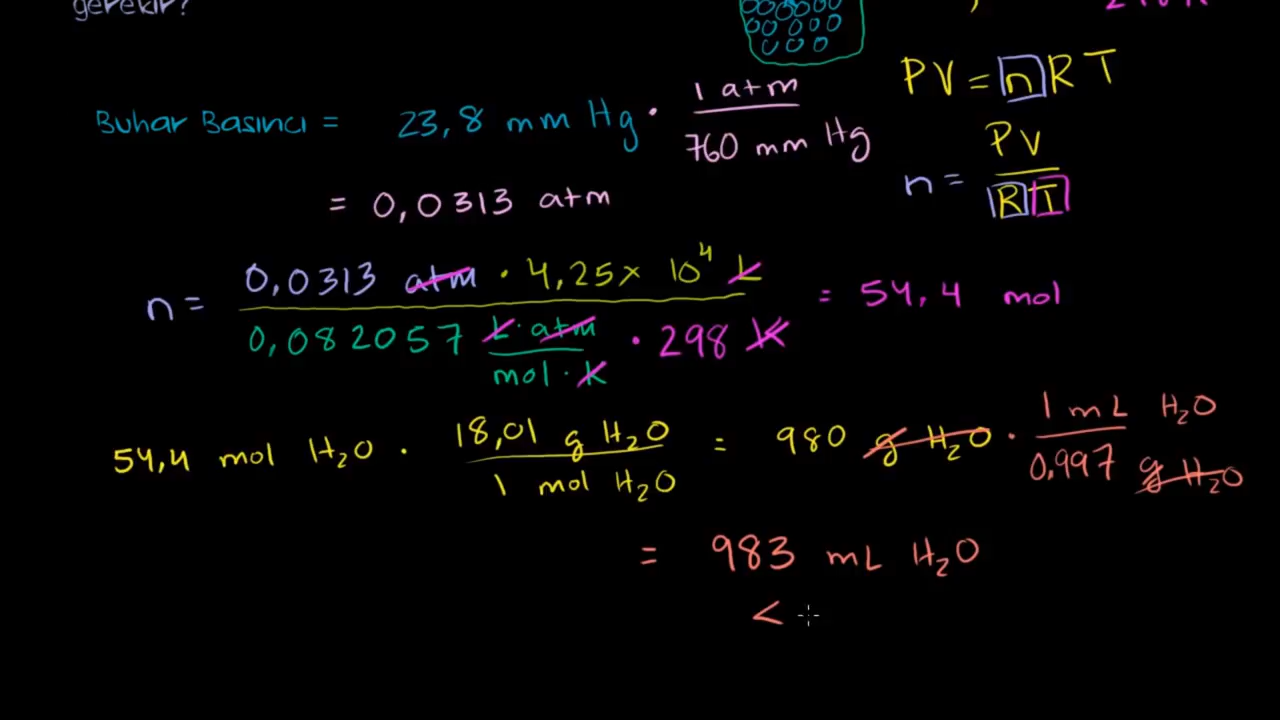 gerekir?
PV = nRT
Buhar Basıncı = 23,8 mm Hg · 1 atm / 760 mm Hg
= 0,0313 atm
n = PV / RT
n = 0,0313 atm · 4,25 x 10⁴ L / 0,082057 L · atm / mol · K · 298 K = 54,4 mol
54,4 mol H₂O · 18,01 g H₂O / 1 mol H₂O = 980 g H₂O · 1 mL H₂O / 0.997 g H₂O
= 983 mL H₂O
<